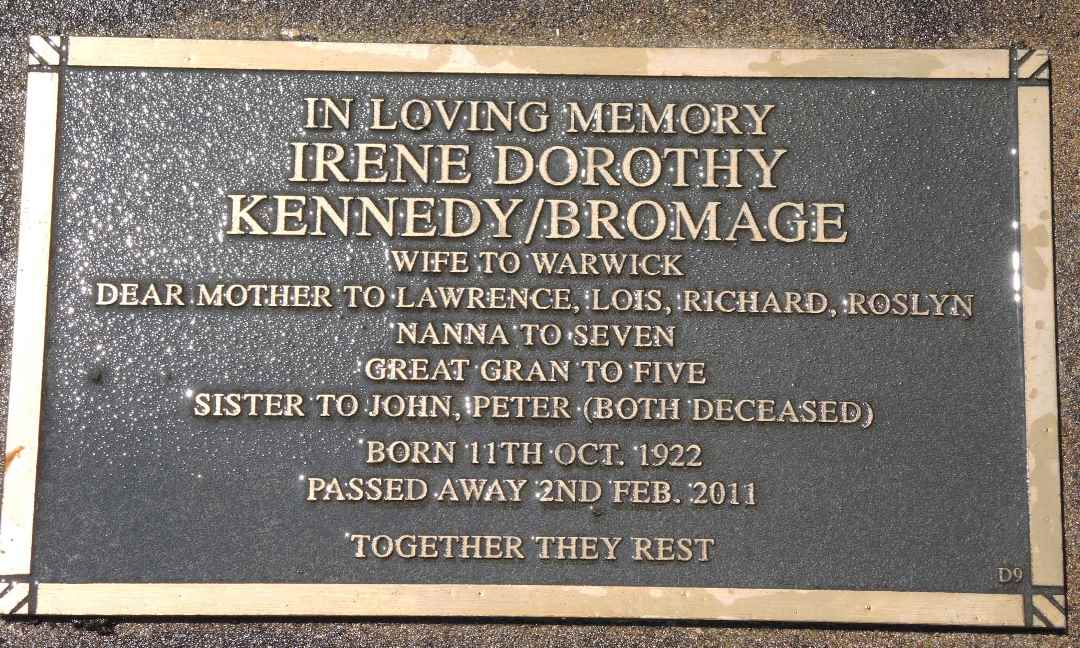 IN LOVING MEMORY
IRENE DOROTHY
KENNEDY/BROMAGE
WIFE TO WARWICK
DEAR MOTHER TO LAWRENCE, LOIS, RICHARD, ROSLYN
NANNA TO SEVEN
GREAT GRAN TO FIVE
SISTER TO JOHN, PETER (BOTH DECEASED)
BORN 11TH OCT. 1922
PASSED AWAY 2ND FEB. 2011
TOGETHER THEY REST
D9